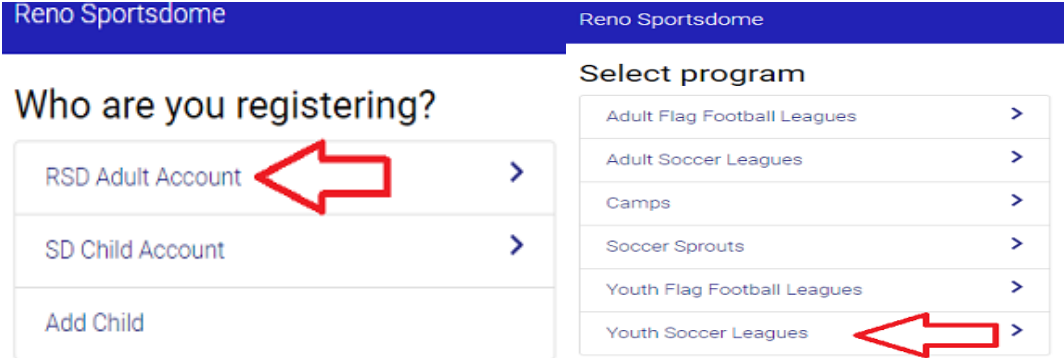 Reno Sportsdome
Who are you registering?
RSD Adult Account
SD Child Account
Add Child
Reno Sportsdome
Select program
Adult Flag Football Leagues
Adult Soccer Leagues
Camps
Soccer Sprouts
Youth Flag Football Leagues
Youth Soccer Leagues